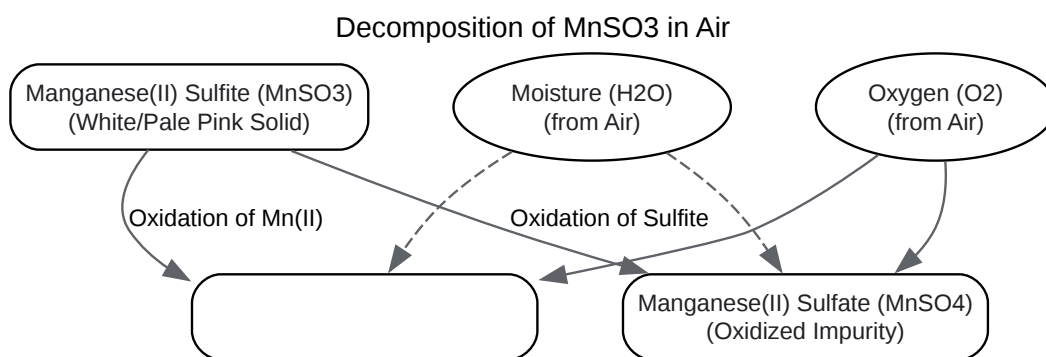 Decomposition of MnSO3 in Air
Manganese(II) Sulfite (MnSO3)
(White/Pale Pink Solid)
Moisture (H2O)
(from Air)
Oxygen (O2)
(from Air)
Oxidation of Mn(II)
Oxidation of Sulfite
Manganese(II) Sulfate (MnSO4)
(Oxidized Impurity)